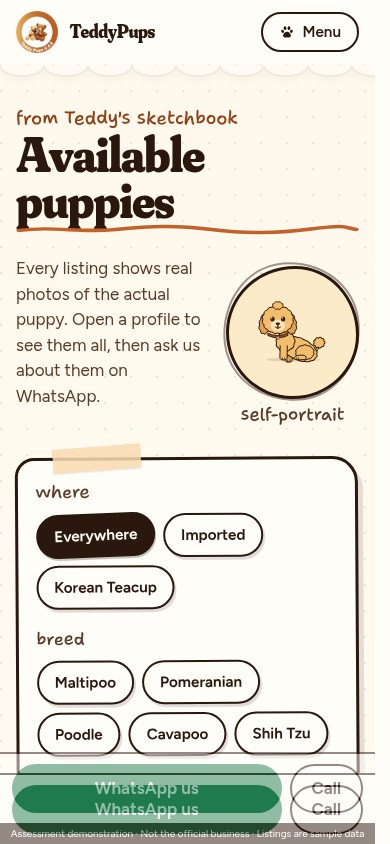 TeddyPups
Menu
from Teddy's sketchbook
Available
puppies
Every listing shows real
photos of the actual
puppy. Open a profile to
see them all, then ask us
about them on
WhatsApp.
self-portrait
where
Everywhere
Imported
Korean Teacup
breed
Maltipoo
Pomeranian
Poodle
Cavapoo
Shih Tzu
WhatsApp us
Call
WhatsApp us
Call
Assessment demonstration · Not the official business · Listings are sample data